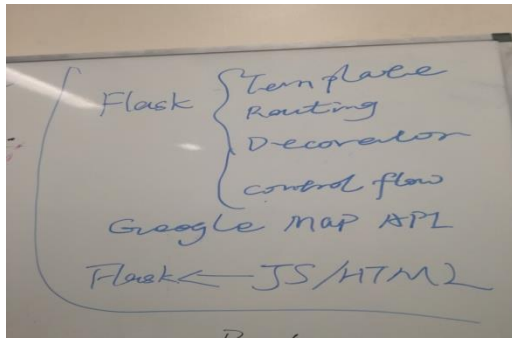 Flask { Template
Routing
Decorator
control flow
Google Map API
Flask ← JS/HTML